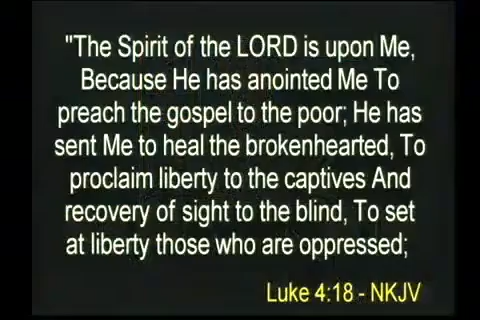 "The Spirit of the LORD is upon Me,
Because He has anointed Me To
preach the gospel to the poor; He has
sent Me to heal the brokenhearted, To
proclaim liberty to the captives And
recovery of sight to the blind, To set
at liberty those who are oppressed;
Luke 4:18 - NKJV